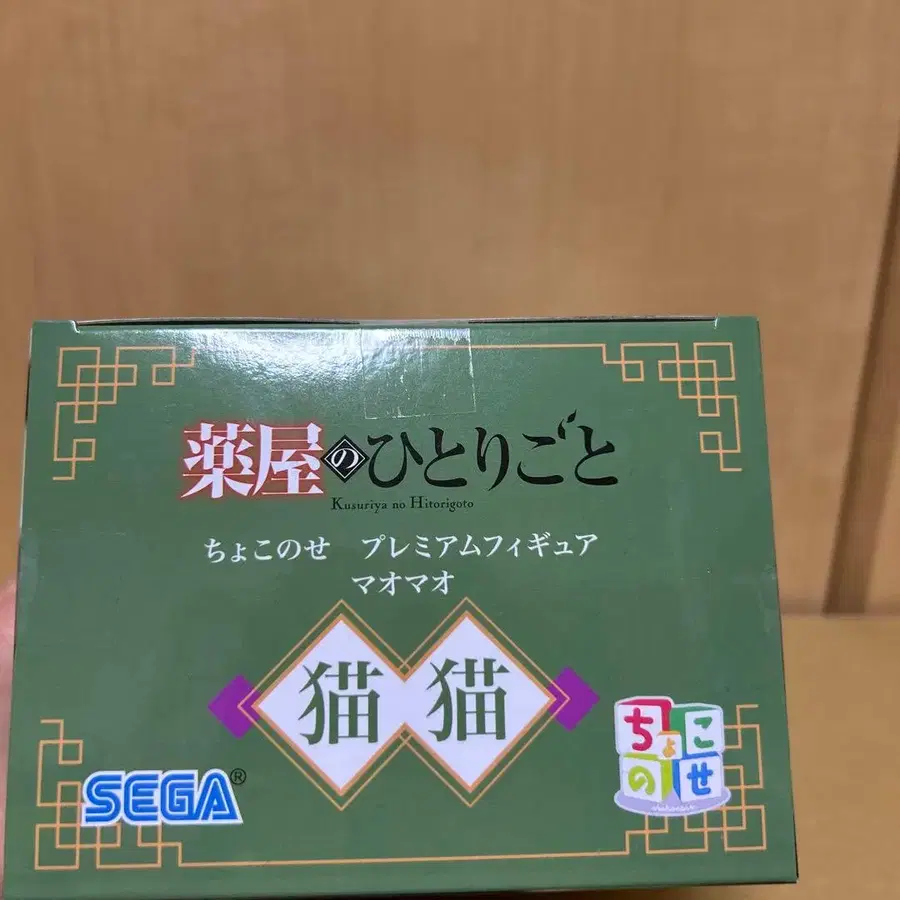 薬屋のひとりごと
Kusuriya no Hitorigoto
ちょこのせ プレミアムフィギュア
マオマオ
猫猫
SEGA®
ちょこのせ